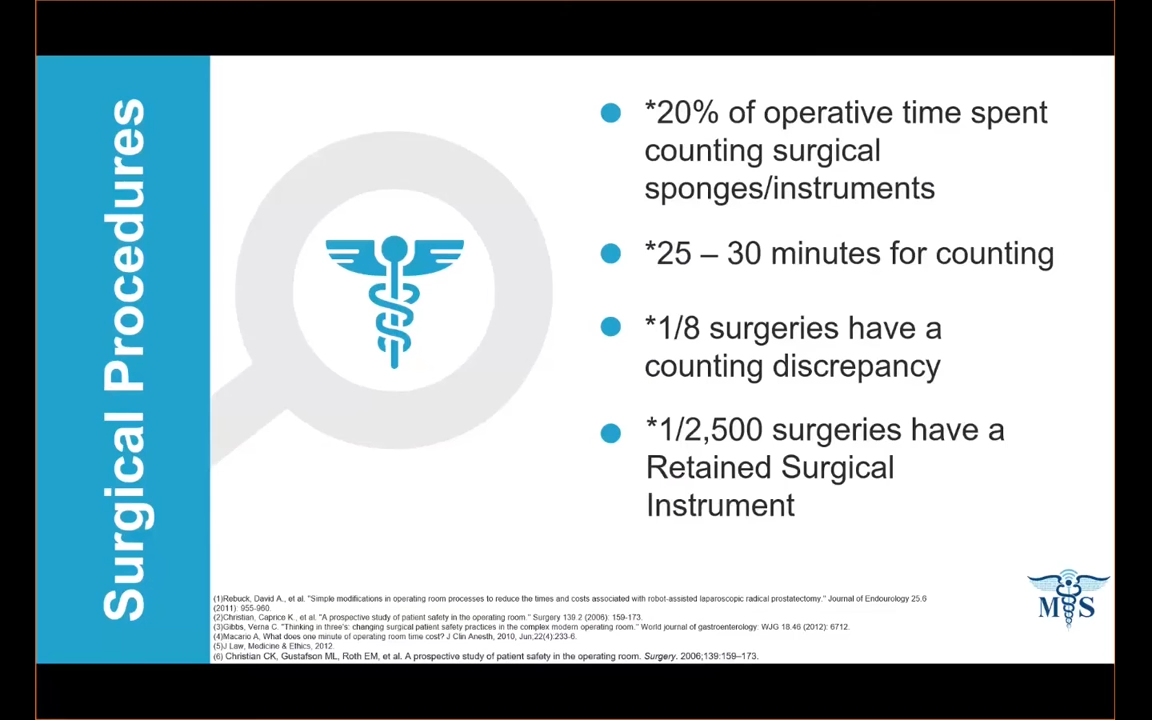 Surgical Procedures
*20% of operative time spent
counting surgical
sponges/instruments
*25 – 30 minutes for counting
*1/8 surgeries have a
counting discrepancy
*1/2,500 surgeries have a
Retained Surgical
Instrument
(1)Rebuck, David A., et al. "Simple modifications in operating room processes to reduce the times and costs associated with robot-assisted laparoscopic radical prostatectomy." Journal of Endourology 25.6
(2011): 955-960.
(2)Christian, Caprice K., et al. "A prospective study of patient safety in the operating room." Surgery 139.2 (2006): 159-173.
(3)Gibbs, Verna C. "Thinking in three's: changing surgical patient safety practices in the complex modern operating room." World journal of gastroenterology: WJG 18.46 (2012): 6712.
(4)Macario A, What does one minute of operating room time cost? J Clin Anesth, 2010, Jun,22(4):233-6.
(5)J Law, Medicine & Ethics, 2012.
(6) Christian CK, Gustafson ML, Roth EM, et al. A prospective study of patient safety in the operating room. Surgery. 2006;139:159–173.
MIS